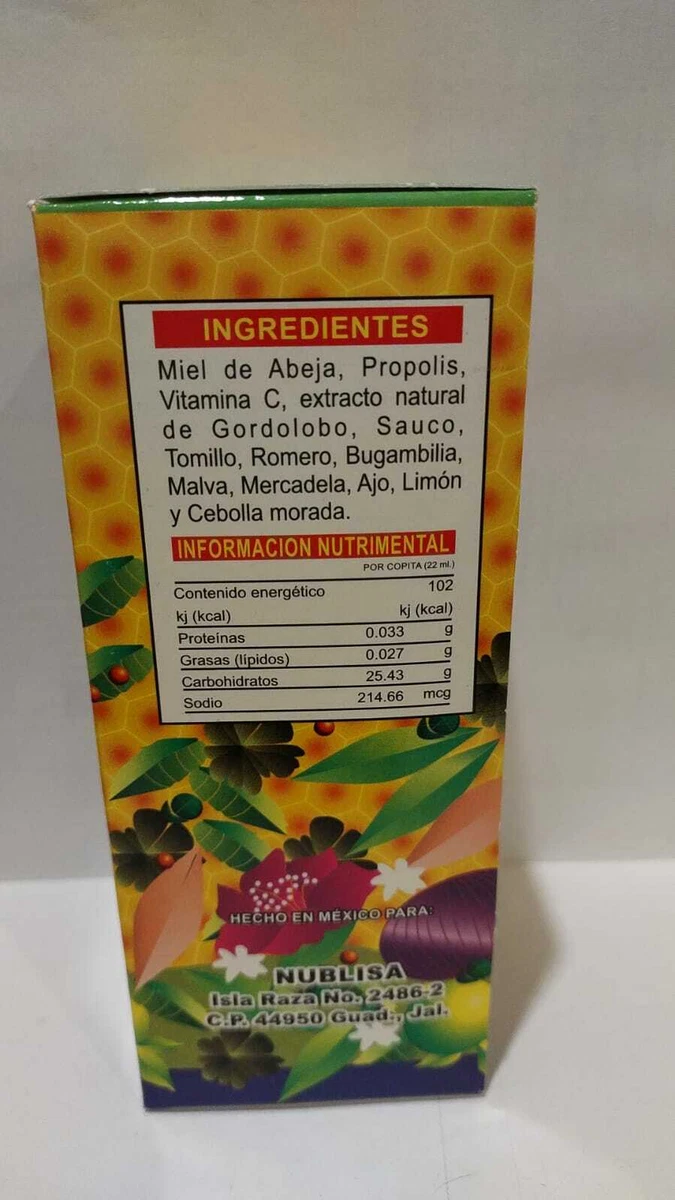 INGREDIENTES
Miel de Abeja, Propolis,
Vitamina C, extracto natural
de Gordolobo, Sauco,
Tomillo, Romero, Bugambilia,
Malva, Mercadela, Ajo, Limón
y Cebolla morada.
INFORMACION NUTRIMENTAL
POR COPITA (22 ml.)
Contenido energético 102
kj (kcal) kj (kcal)
Proteínas 0.033 g
Grasas (lípidos) 0.027 g
Carbohidratos 25.43 g
Sodio 214.66 mcg
HECHO EN MÉXICO PARA:
NUBLISA
Isla Raza No. 2486-2
C.P. 44950 Guad., Jal.